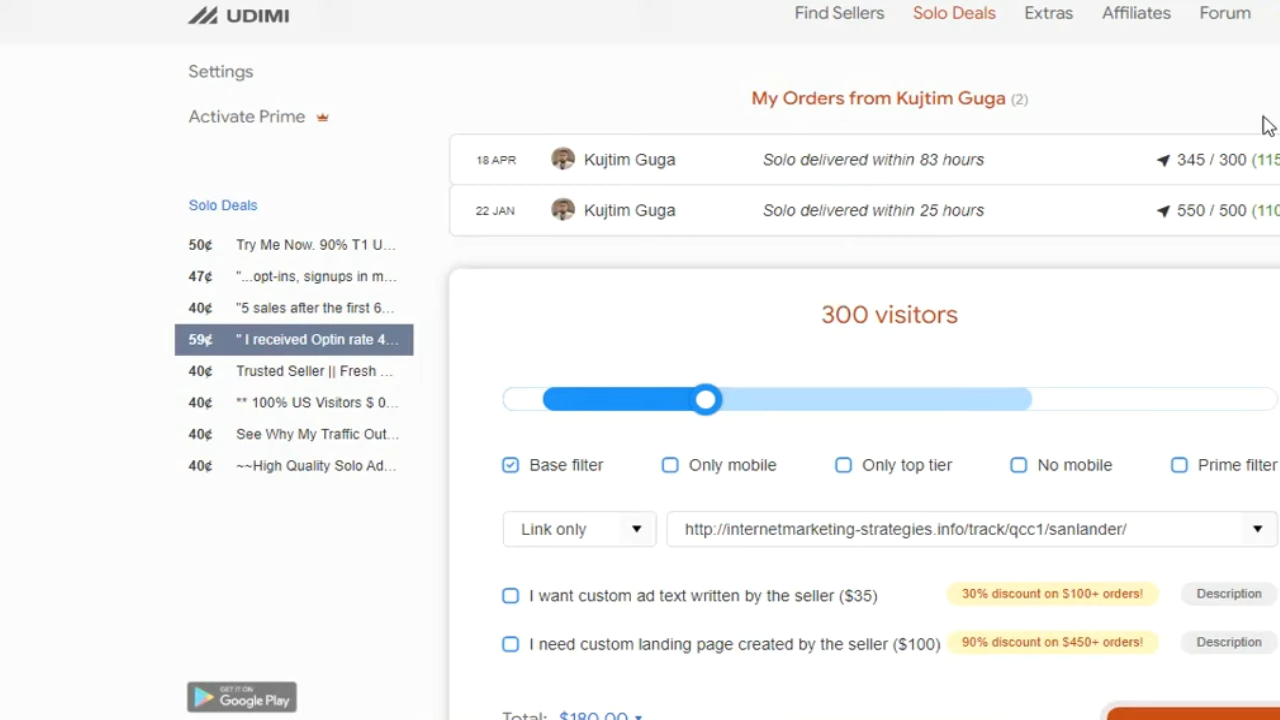 UDIMI
Find Sellers Solo Deals Extras Affiliates Forum
Settings
Activate Prime
My Orders from Kujtim Guga (2)
18 APR Kujtim Guga Solo delivered within 83 hours 345 / 300 (115
22 JAN Kujtim Guga Solo delivered within 25 hours 550 / 500 (110
Solo Deals
50¢ Try Me Now. 90% T1 U...
47¢ "...opt-ins, signups in m...
40¢ "5 sales after the first 6...
59¢ " I received Optin rate 4...
40¢ Trusted Seller || Fresh ...
40¢ ** 100% US Visitors $ 0...
40¢ See Why My Traffic Out...
40¢ ~~High Quality Solo Ad...
300 visitors
Base filter Only mobile Only top tier No mobile Prime filter
Link only http://internetmarketing-strategies.info/track/qcc1/sanlander/
I want custom ad text written by the seller ($35) 30% discount on $100+ orders! Description
I need custom landing page created by the seller ($100) 90% discount on $450+ orders! Description
GET IT ON
Google Play
Total: $180.00